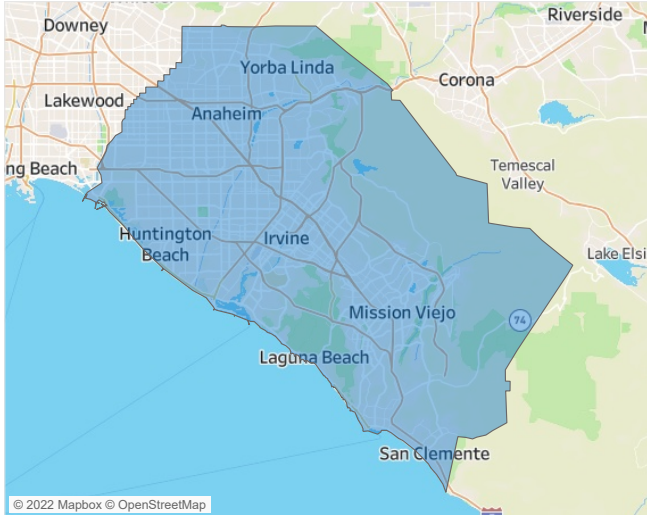 Downey
Riverside
Yorba Linda
Corona
Lakewood
Anaheim
ng Beach
Temescal
Valley
Huntington
Beach
Irvine
Lake Elsi
Mission Viejo
74
Laguna Beach
San Clemente
© 2022 Mapbox © OpenStreetMap